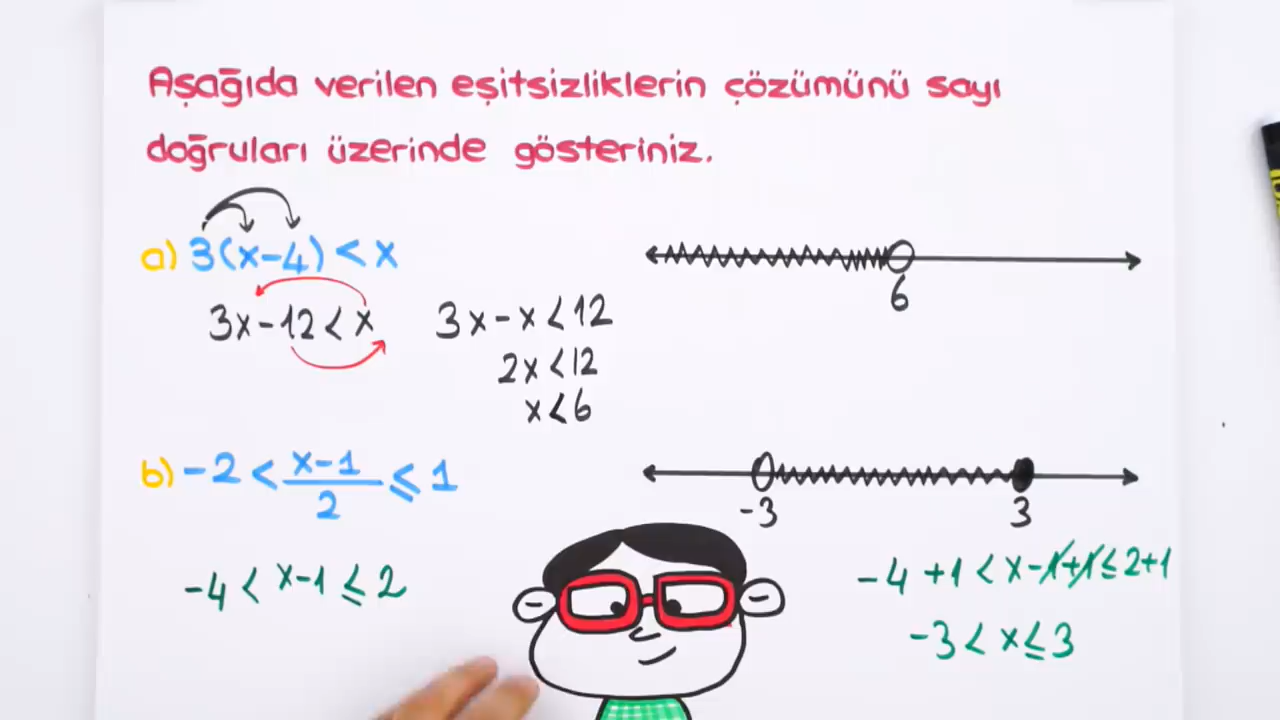 Aşağıda verilen eşitsizliklerin çözümünü sayı
doğruları üzerinde gösteriniz.
a) 3(x-4) < x
3x-12 < x
3x-x < 12
2x < 12
x < 6
6
b) -2 < (x-1)/2 ≤ 1
-4 < x-1 ≤ 2
-3
3
-4+1 < x-1+1 ≤ 2+1
-3 < x ≤ 3